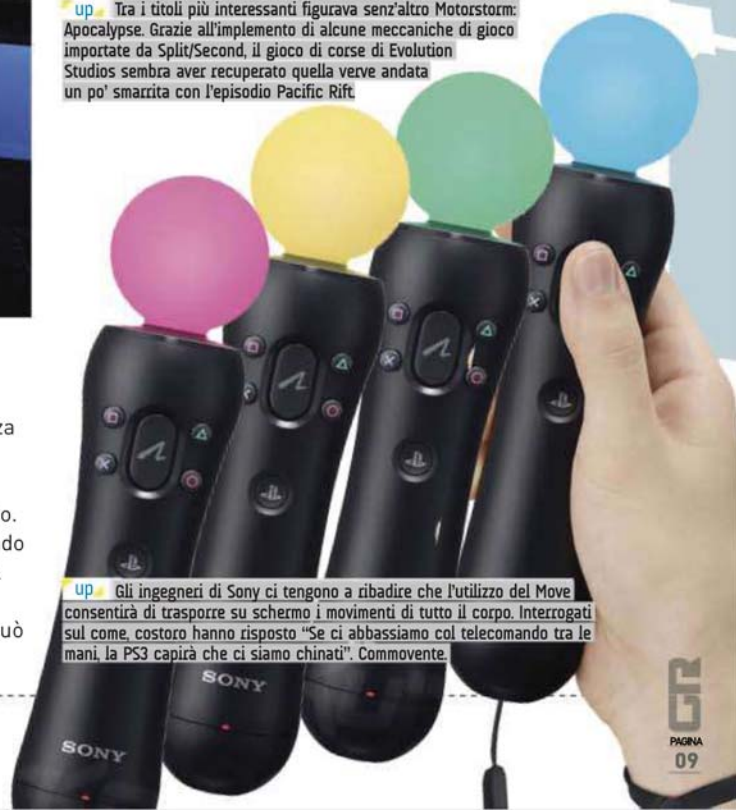 up Tra i titoli più interessanti figurava senz'altro Motorstorm:
Apocalypse. Grazie all'implemento di alcune meccaniche di gioco
importate da Split/Second, il gioco di corse di Evolution
Studios sembra aver recuperato quella verve andata
un po' smarrita con l'episodio Pacific Rift.
za
o.
do
uò
up Gli ingegneri di Sony ci tengono a ribadire che l'utilizzo del Move
consentirà di trasporre su schermo i movimenti di tutto il corpo. Interrogati
sul come, costoro hanno risposto “Se ci abbassiamo col telecomando tra le
mani, la PS3 capirà che ci siamo chinati”. Commovente.
SONY
SONY
GR
PAGINA
09